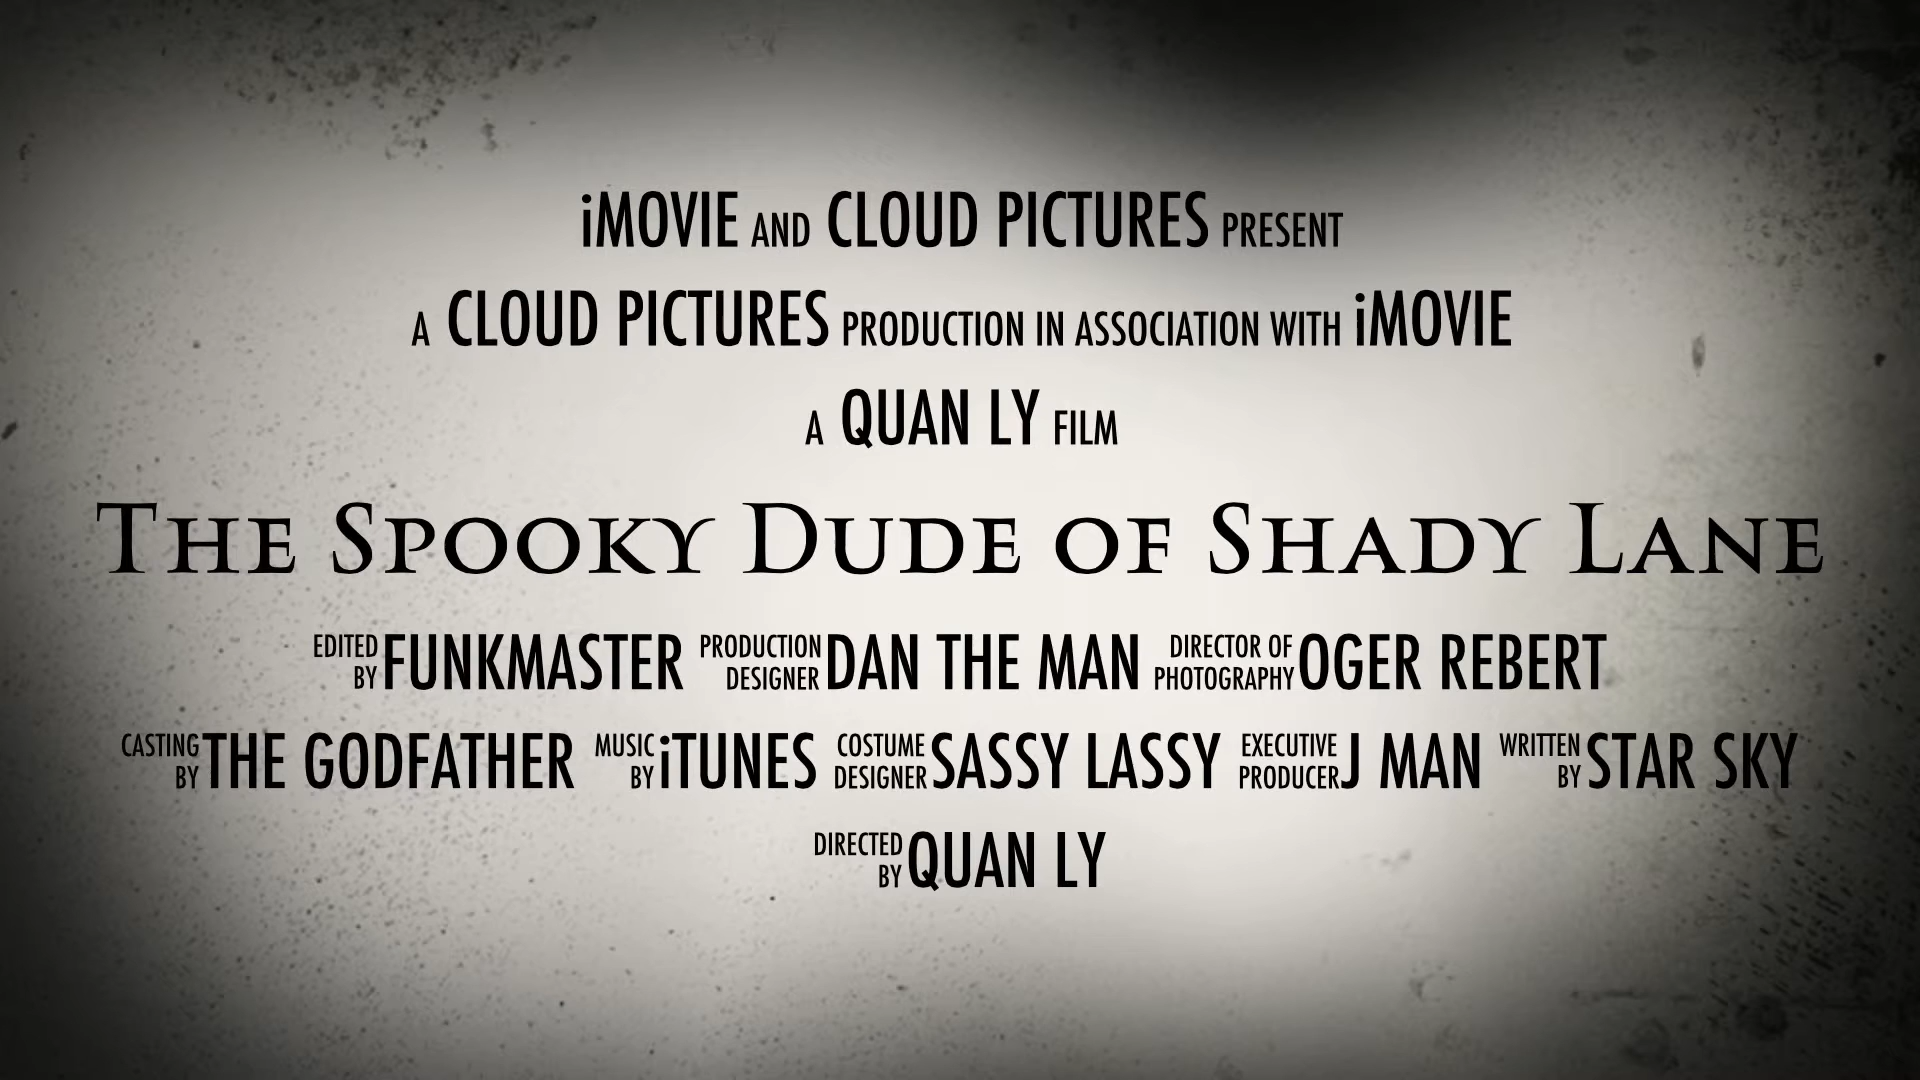 iMOVIE AND CLOUD PICTURES PRESENT
A CLOUD PICTURES PRODUCTION IN ASSOCIATION WITH iMOVIE
A QUAN LY FILM
THE SPOOKY DUDE OF SHADY LANE
EDITED BY FUNKMASTER PRODUCTION DESIGNER DAN THE MAN DIRECTOR OF PHOTOGRAPHY OGER REBERT
CASTING BY THE GODFATHER MUSIC BY iTUNES COSTUME DESIGNER SASSY LASSY EXECUTIVE PRODUCER J MAN WRITTEN BY STAR SKY
DIRECTED BY QUAN LY